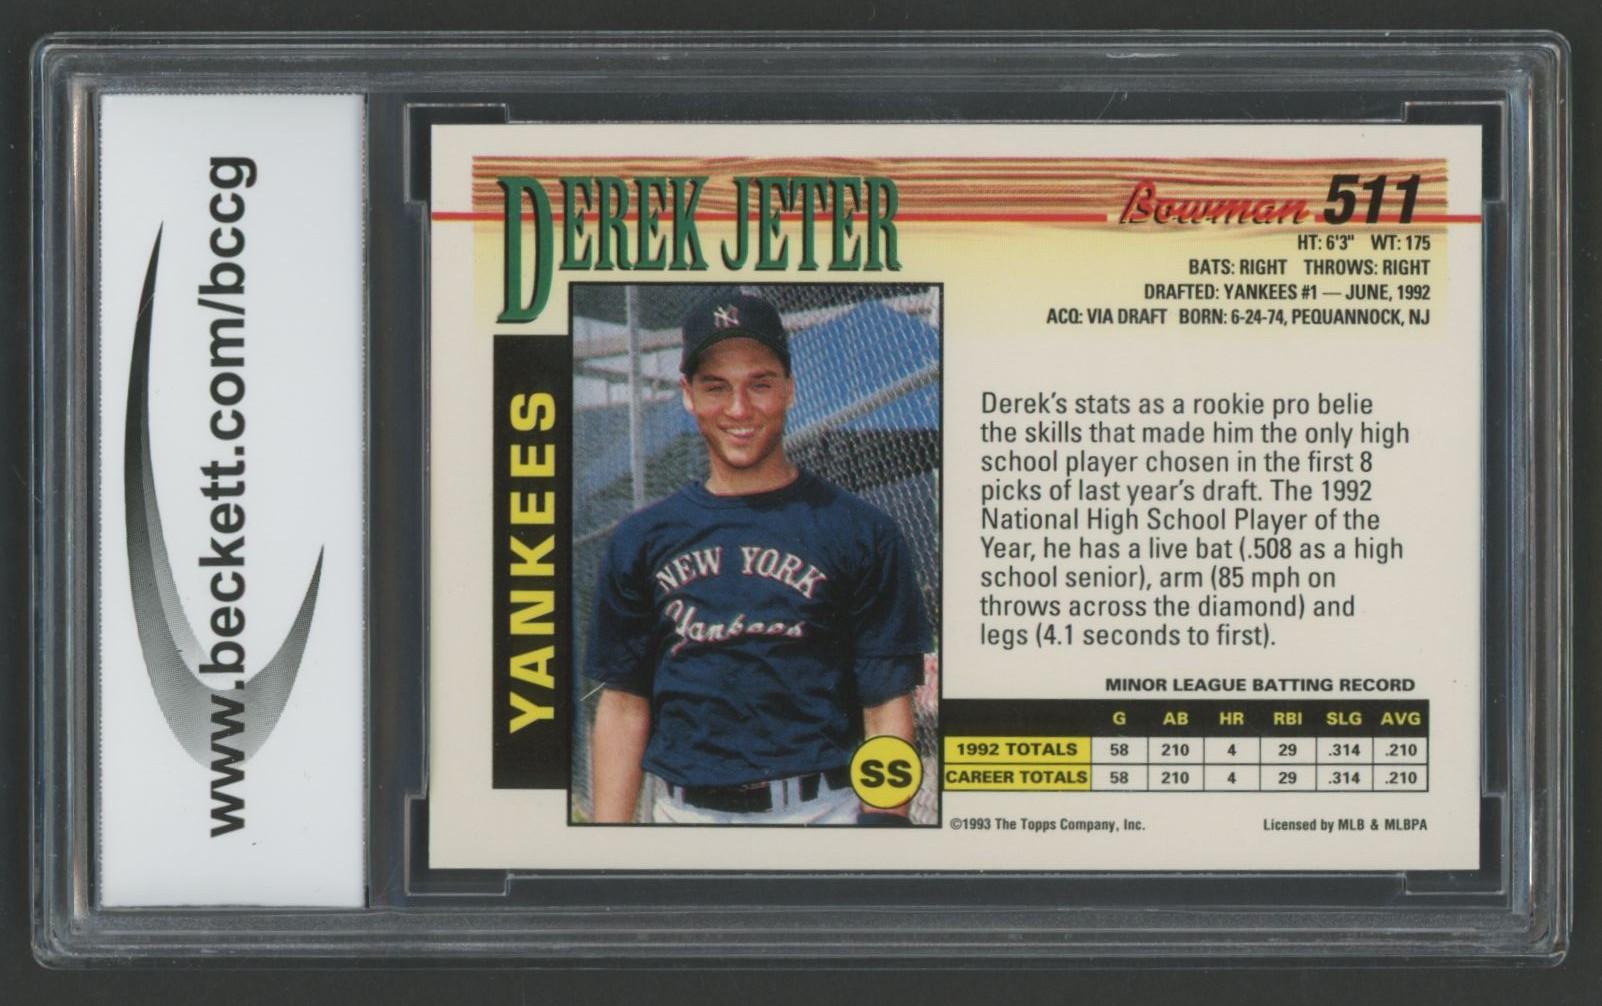 www.beckett.com/bccg
DEREK JETER
Bowman 511
HT: 6'3" WT: 175
BATS: RIGHT THROWS: RIGHT
DRAFTED: YANKEES #1 — JUNE, 1992
ACQ: VIA DRAFT BORN: 6-24-74, PEQUANNOCK, NJ
YANKEES
NY
NEW YORK
Yankees
SS
Derek's stats as a rookie pro belie
the skills that made him the only high
school player chosen in the first 8
picks of last year's draft. The 1992
National High School Player of the
Year, he has a live bat (.508 as a high
school senior), arm (85 mph on
throws across the diamond) and
legs (4.1 seconds to first).
MINOR LEAGUE BATTING RECORD
G AB HR RBI SLG AVG
1992 TOTALS 58 210 4 29 .314 .210
CAREER TOTALS 58 210 4 29 .314 .210
©1993 The Topps Company, Inc. Licensed by MLB & MLBPA